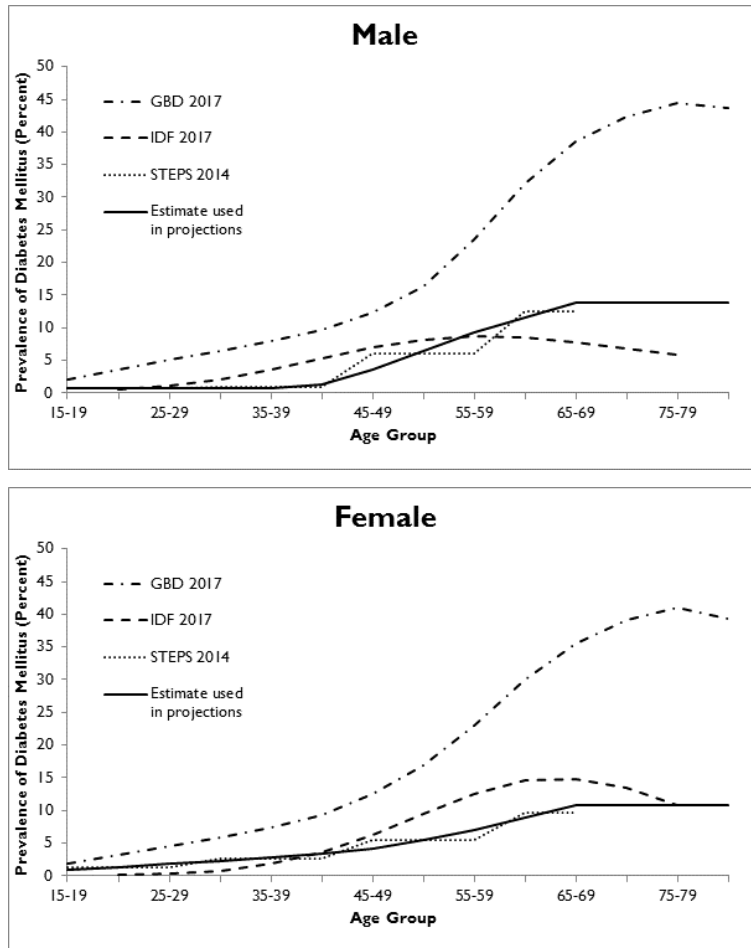 Male
Prevalence of Diabetes Mellitus (Percent)
50
45
40
35
30
25
20
15
10
5
0
GBD 2017
IDF 2017
STEPS 2014
Estimate used
in projections
15-19
25-29
35-39
45-49
55-59
65-69
75-79
Age Group
Female
Prevalence of Diabetes Mellitus (Percent)
50
45
40
35
30
25
20
15
10
5
0
GBD 2017
IDF 2017
STEPS 2014
Estimate used
in projections
15-19
25-29
35-39
45-49
55-59
65-69
75-79
Age Group